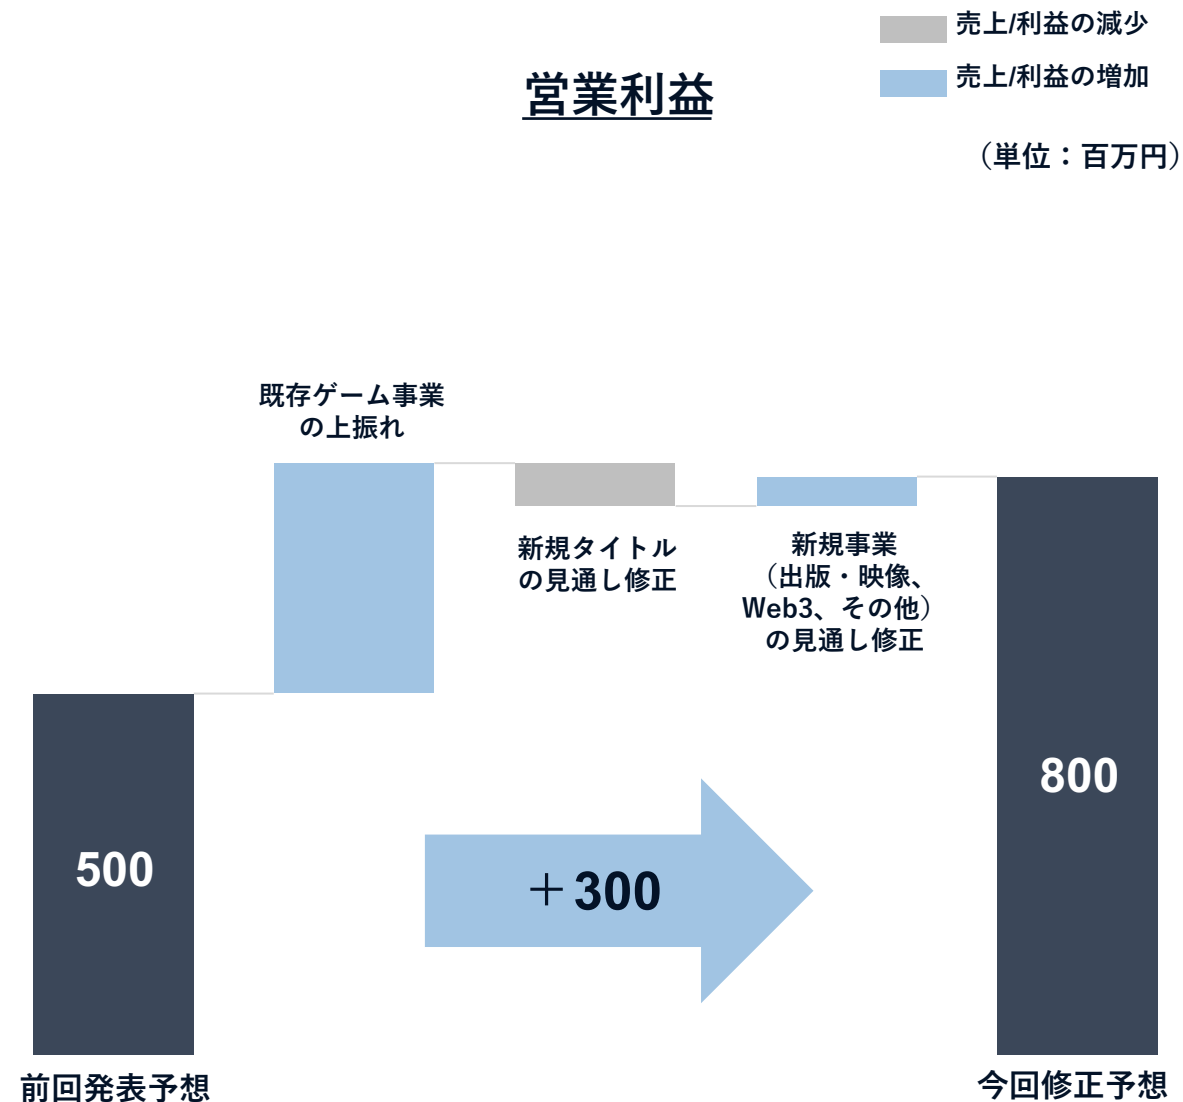 売上/利益の減少
売上/利益の増加
営業利益
（単位：百万円）
既存ゲーム事業
の上振れ
新規タイトル
の見通し修正
新規事業
（出版・映像、
Web3、その他）
の見通し修正
500
＋300
800
前回発表予想
今回修正予想